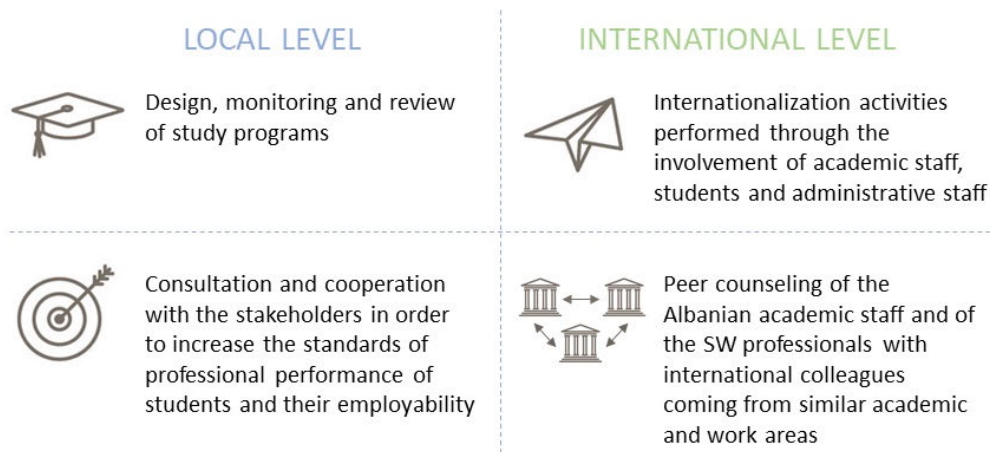 LOCAL LEVEL
Design, monitoring and review
of study programs
Consultation and cooperation
with the stakeholders in order
to increase the standards of
professional performance of
students and their employability
INTERNATIONAL LEVEL
Internationalization activities
performed through the
involvement of academic staff,
students and administrative staff
Peer counseling of the
Albanian academic staff and of
the SW professionals with
international colleagues
coming from similar academic
and work areas